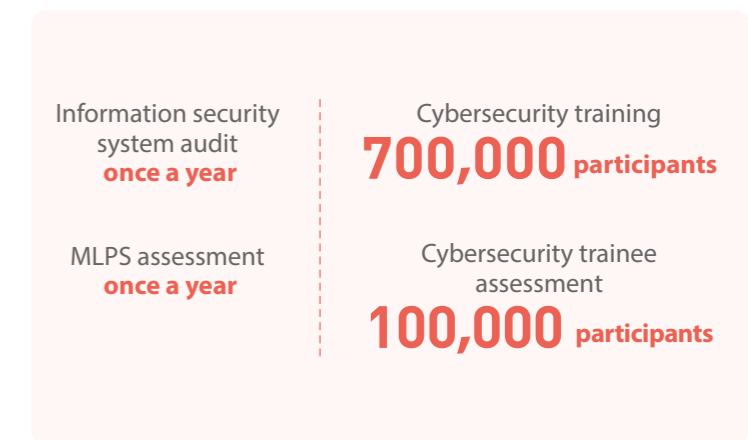 Information security
system audit
once a year
MLPS assessment
once a year
Cybersecurity training
700,000 participants
Cybersecurity trainee
assessment
100,000 participants